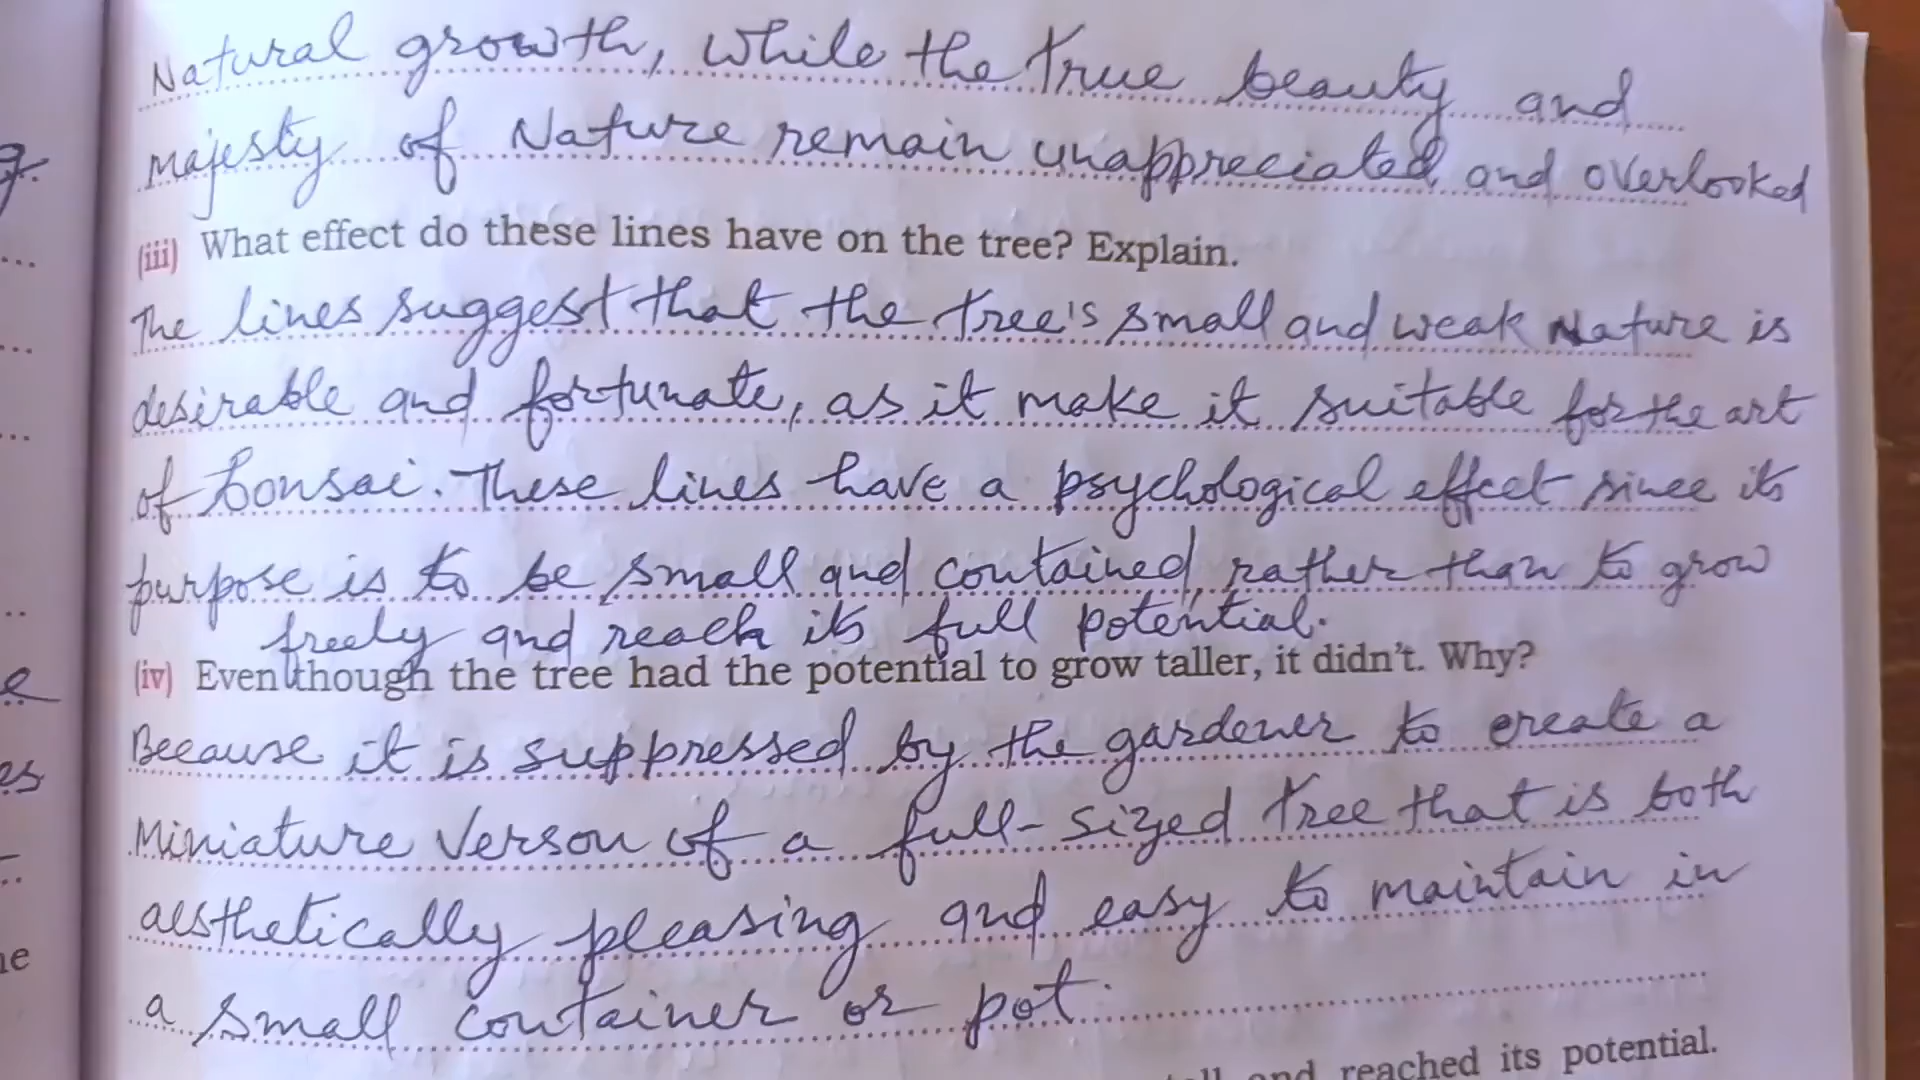 Natural growth, while the true beauty and
majesty of Nature remain unappreciated and overlooked
(iii) What effect do these lines have on the tree? Explain.
The lines suggest that the tree's small and weak Nature is
desirable and fortunate, as it make it suitable for the art
of bonsai. These lines have a psychological effect since its
purpose is to be small and contained, rather than to grow
freely and reach its full potential.
(iv) Even though the tree had the potential to grow taller, it didn't. Why?
Because it is suppressed by the gardener to create a
Miniature Verson of a full-sized tree that is both
aesthetically pleasing and easy to maintain in
a small container or pot.
and reached its potential.